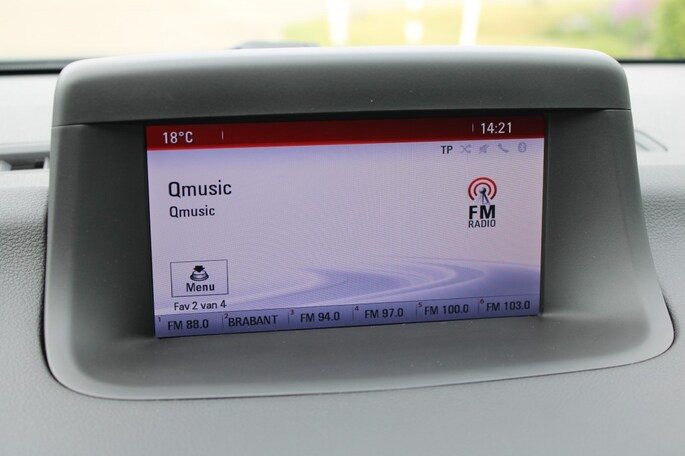 18°C 14:21
TP
Qmusic
Qmusic
FM
RADIO
Menu
Fav 2 van 4
1 FM 88.0 2 BRABANT 3 FM 94.0 4 FM 97.0 5 FM 100.0 6 FM 103.0